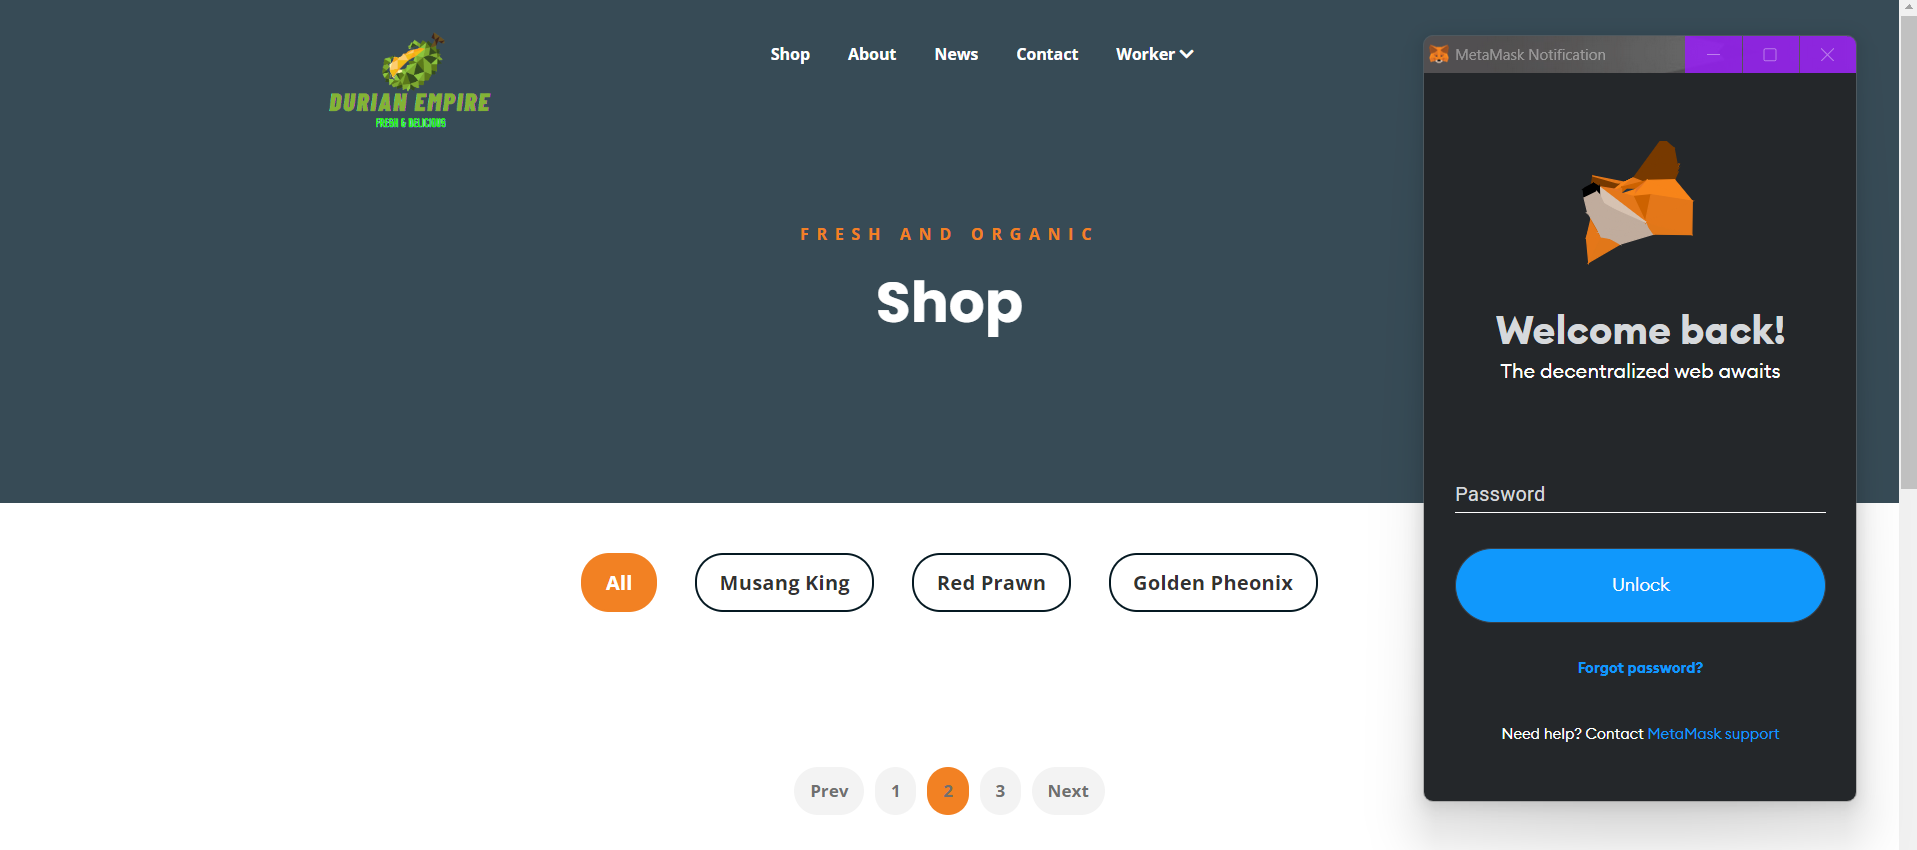 DURIAN EMPIRE
FRESH & DELICIOUS
Shop
About
News
Contact
Worker
FRESH AND ORGANIC
Shop
All
Musang King
Red Prawn
Golden Pheonix
Prev
1
2
3
Next
MetaMask Notification
Welcome back!
The decentralized web awaits
Password
Unlock
Forgot password?
Need help? Contact MetaMask support